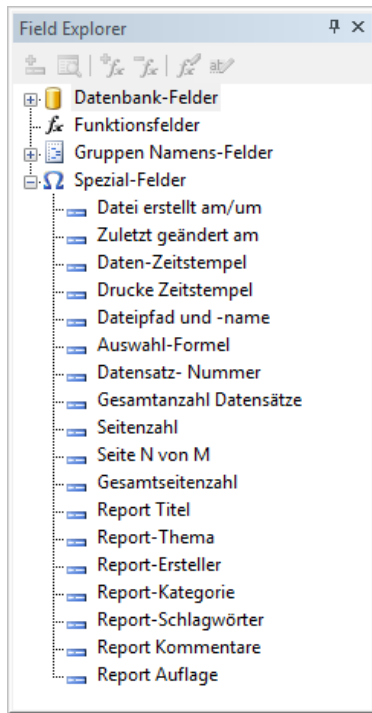 Field Explorer
Datenbank-Felder
fx Funktionsfelder
Gruppen Namens-Felder
Spezial-Felder
Datei erstellt am/um
Zuletzt geändert am
Daten-Zeitstempel
Drucke Zeitstempel
Dateipfad und -name
Auswahl-Formel
Datensatz- Nummer
Gesamtanzahl Datensätze
Seitenzahl
Seite N von M
Gesamtseitenzahl
Report Titel
Report-Thema
Report-Ersteller
Report-Kategorie
Report-Schlagwörter
Report Kommentare
Report Auflage